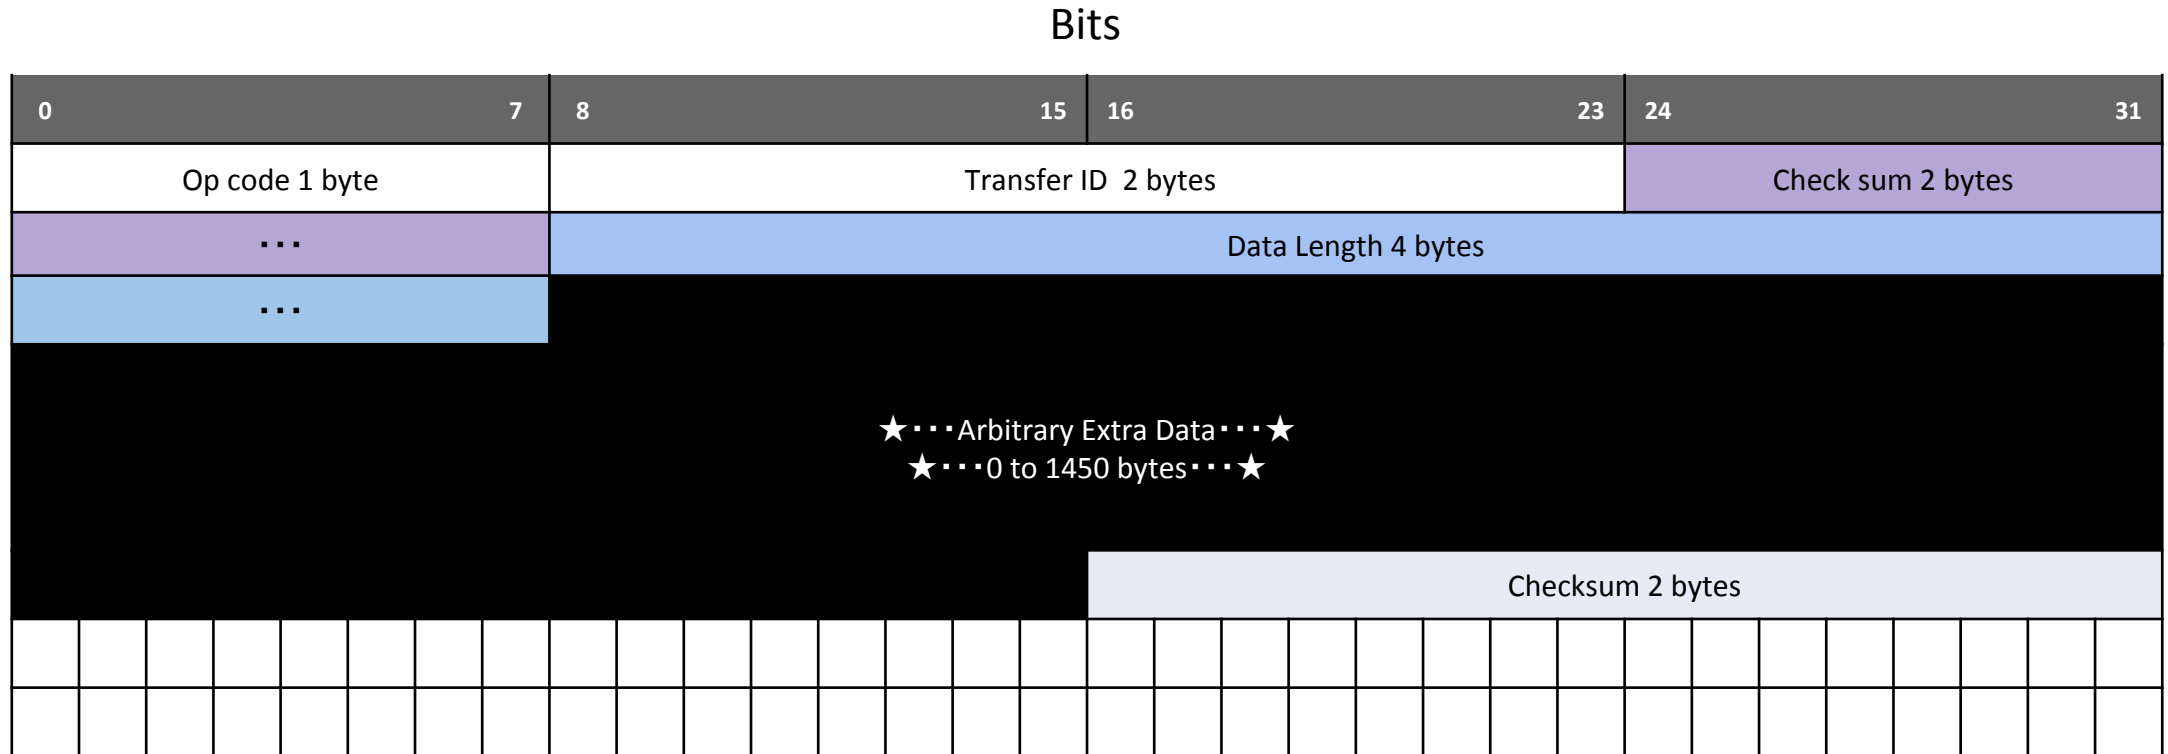 Bits
0 7 8 15 16 23 24 31
Op code 1 byte Transfer ID 2 bytes Check sum 2 bytes
··· Data Length 4 bytes
···
★···Arbitrary Extra Data···★
★···0 to 1450 bytes···★
Checksum 2 bytes